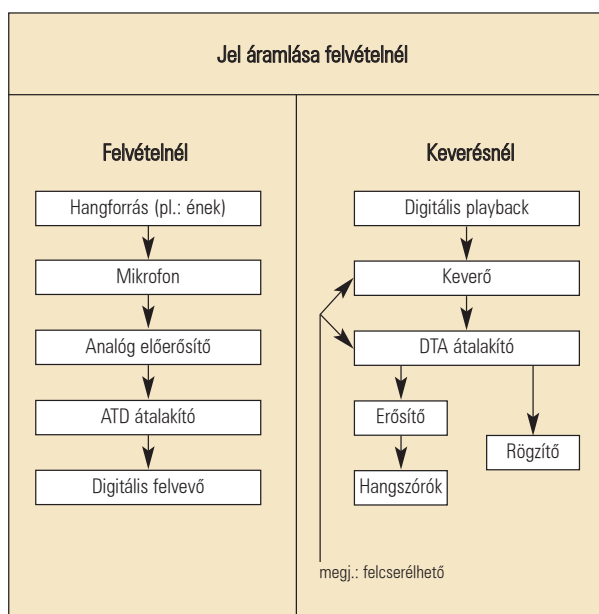 Jel áramlása felvételnél
Felvételnél
Hangforrás (pl.: ének)
Mikrofon
Analóg előerősítő
ATD átalakító
Digitális felvevő
Keverésnél
Digitális playback
Keverő
DTA átalakító
Erősítő
Rögzítő
Hangszórók
megj.: felcserélhető